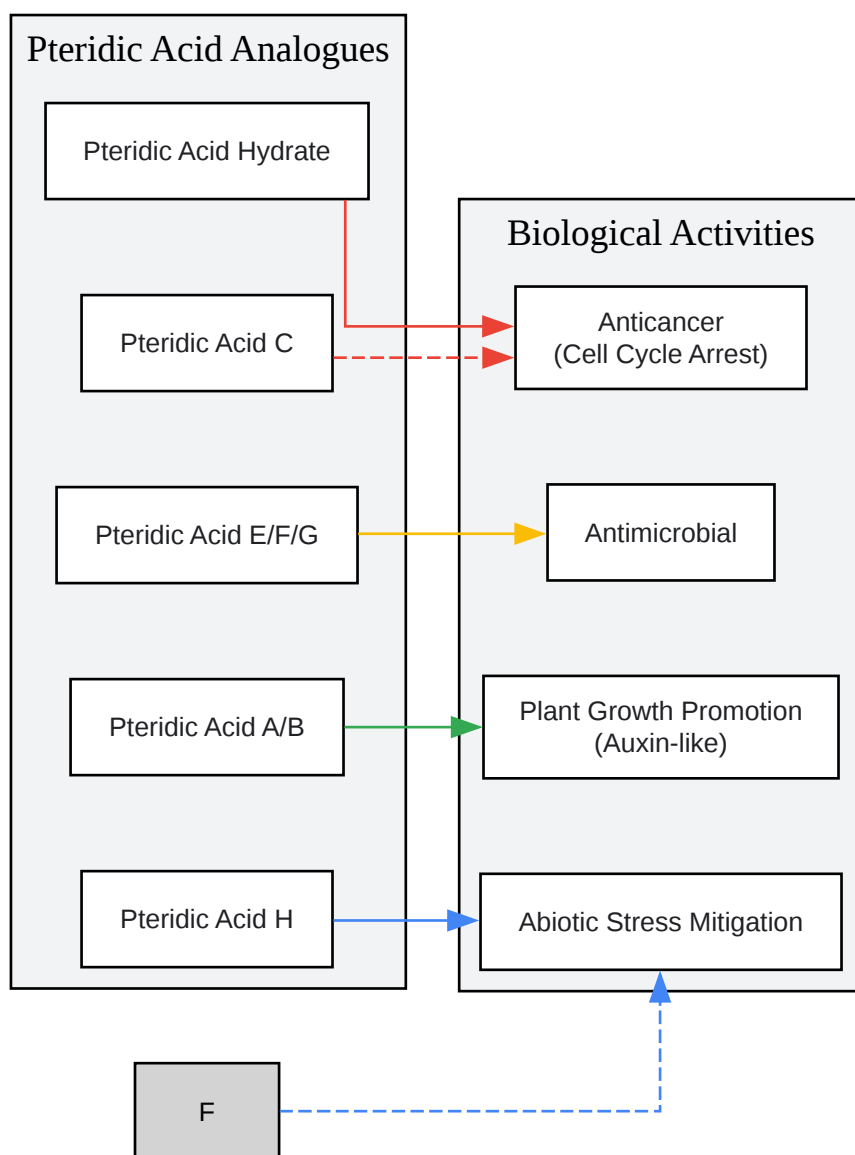 Pteridic Acid Analogues
Pteridic Acid Hydrate
Pteridic Acid C
Pteridic Acid E/F/G
Pteridic Acid A/B
Pteridic Acid H
Biological Activities
Anticancer
(Cell Cycle Arrest)
Antimicrobial
Plant Growth Promotion
(Auxin-like)
Abiotic Stress Mitigation
F